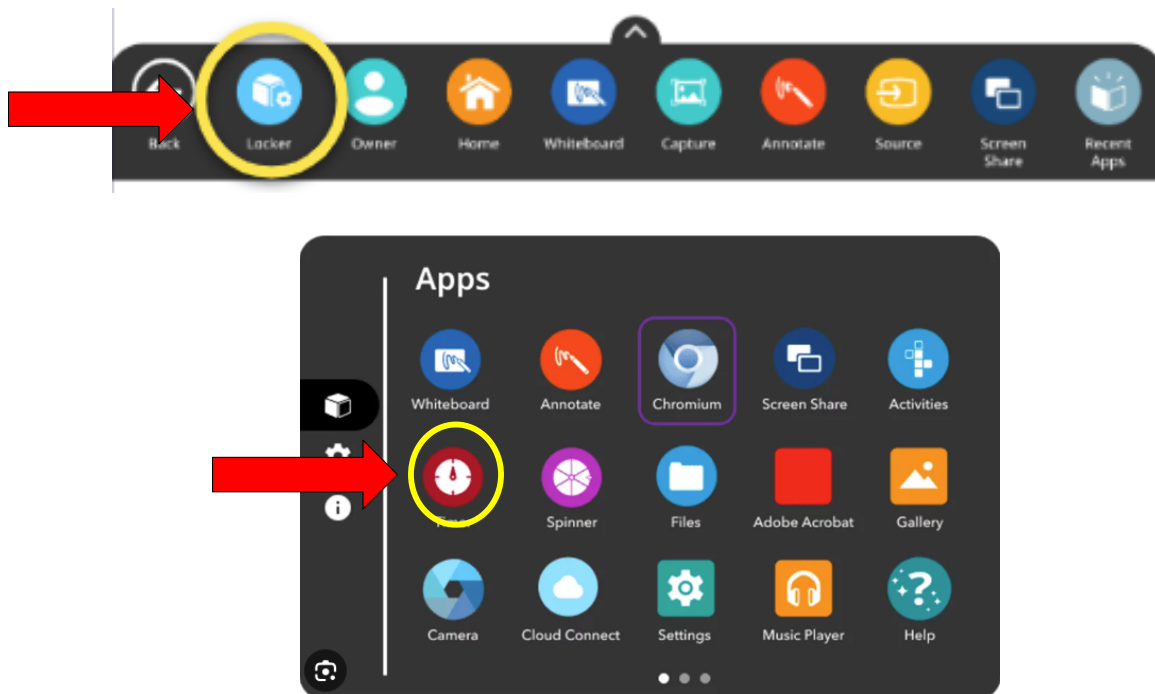 Back Locker Owner Home Whiteboard Capture Annotate Source Screen Recent
Share Apps
Apps
Whiteboard Annotate Chromium Screen Share Activities
Timer Spinner Files Adobe Acrobat Gallery
Camera Cloud Connect Settings Music Player Help